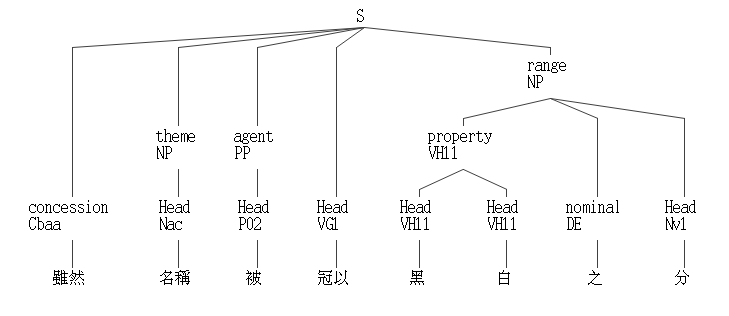 S
range
NP
theme agent property
NP PP VH11
concession Head Head Head Head Head nominal Head
Cbaa Nac P02 VG1 VH11 VH11 DE Nv1
雖然 名稱 被 冠以 黑 白 之 分